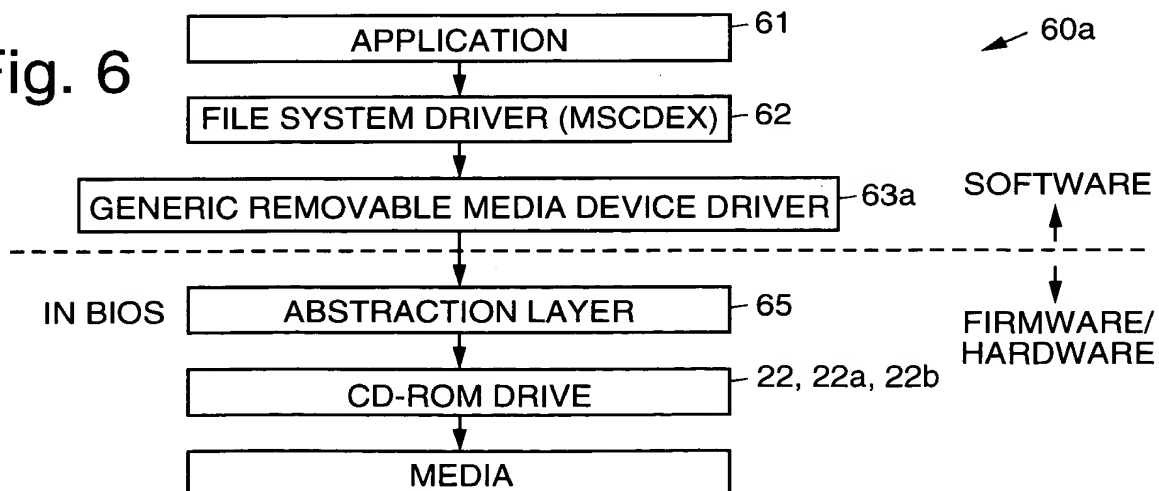 Fig. 6
APPLICATION
61
60a
FILE SYSTEM DRIVER (MSCDEX)
62
GENERIC REMOVABLE MEDIA DEVICE DRIVER
63a
SOFTWARE
IN BIOS
ABSTRACTION LAYER
65
FIRMWARE/
HARDWARE
CD-ROM DRIVE
22, 22a, 22b
MEDIA